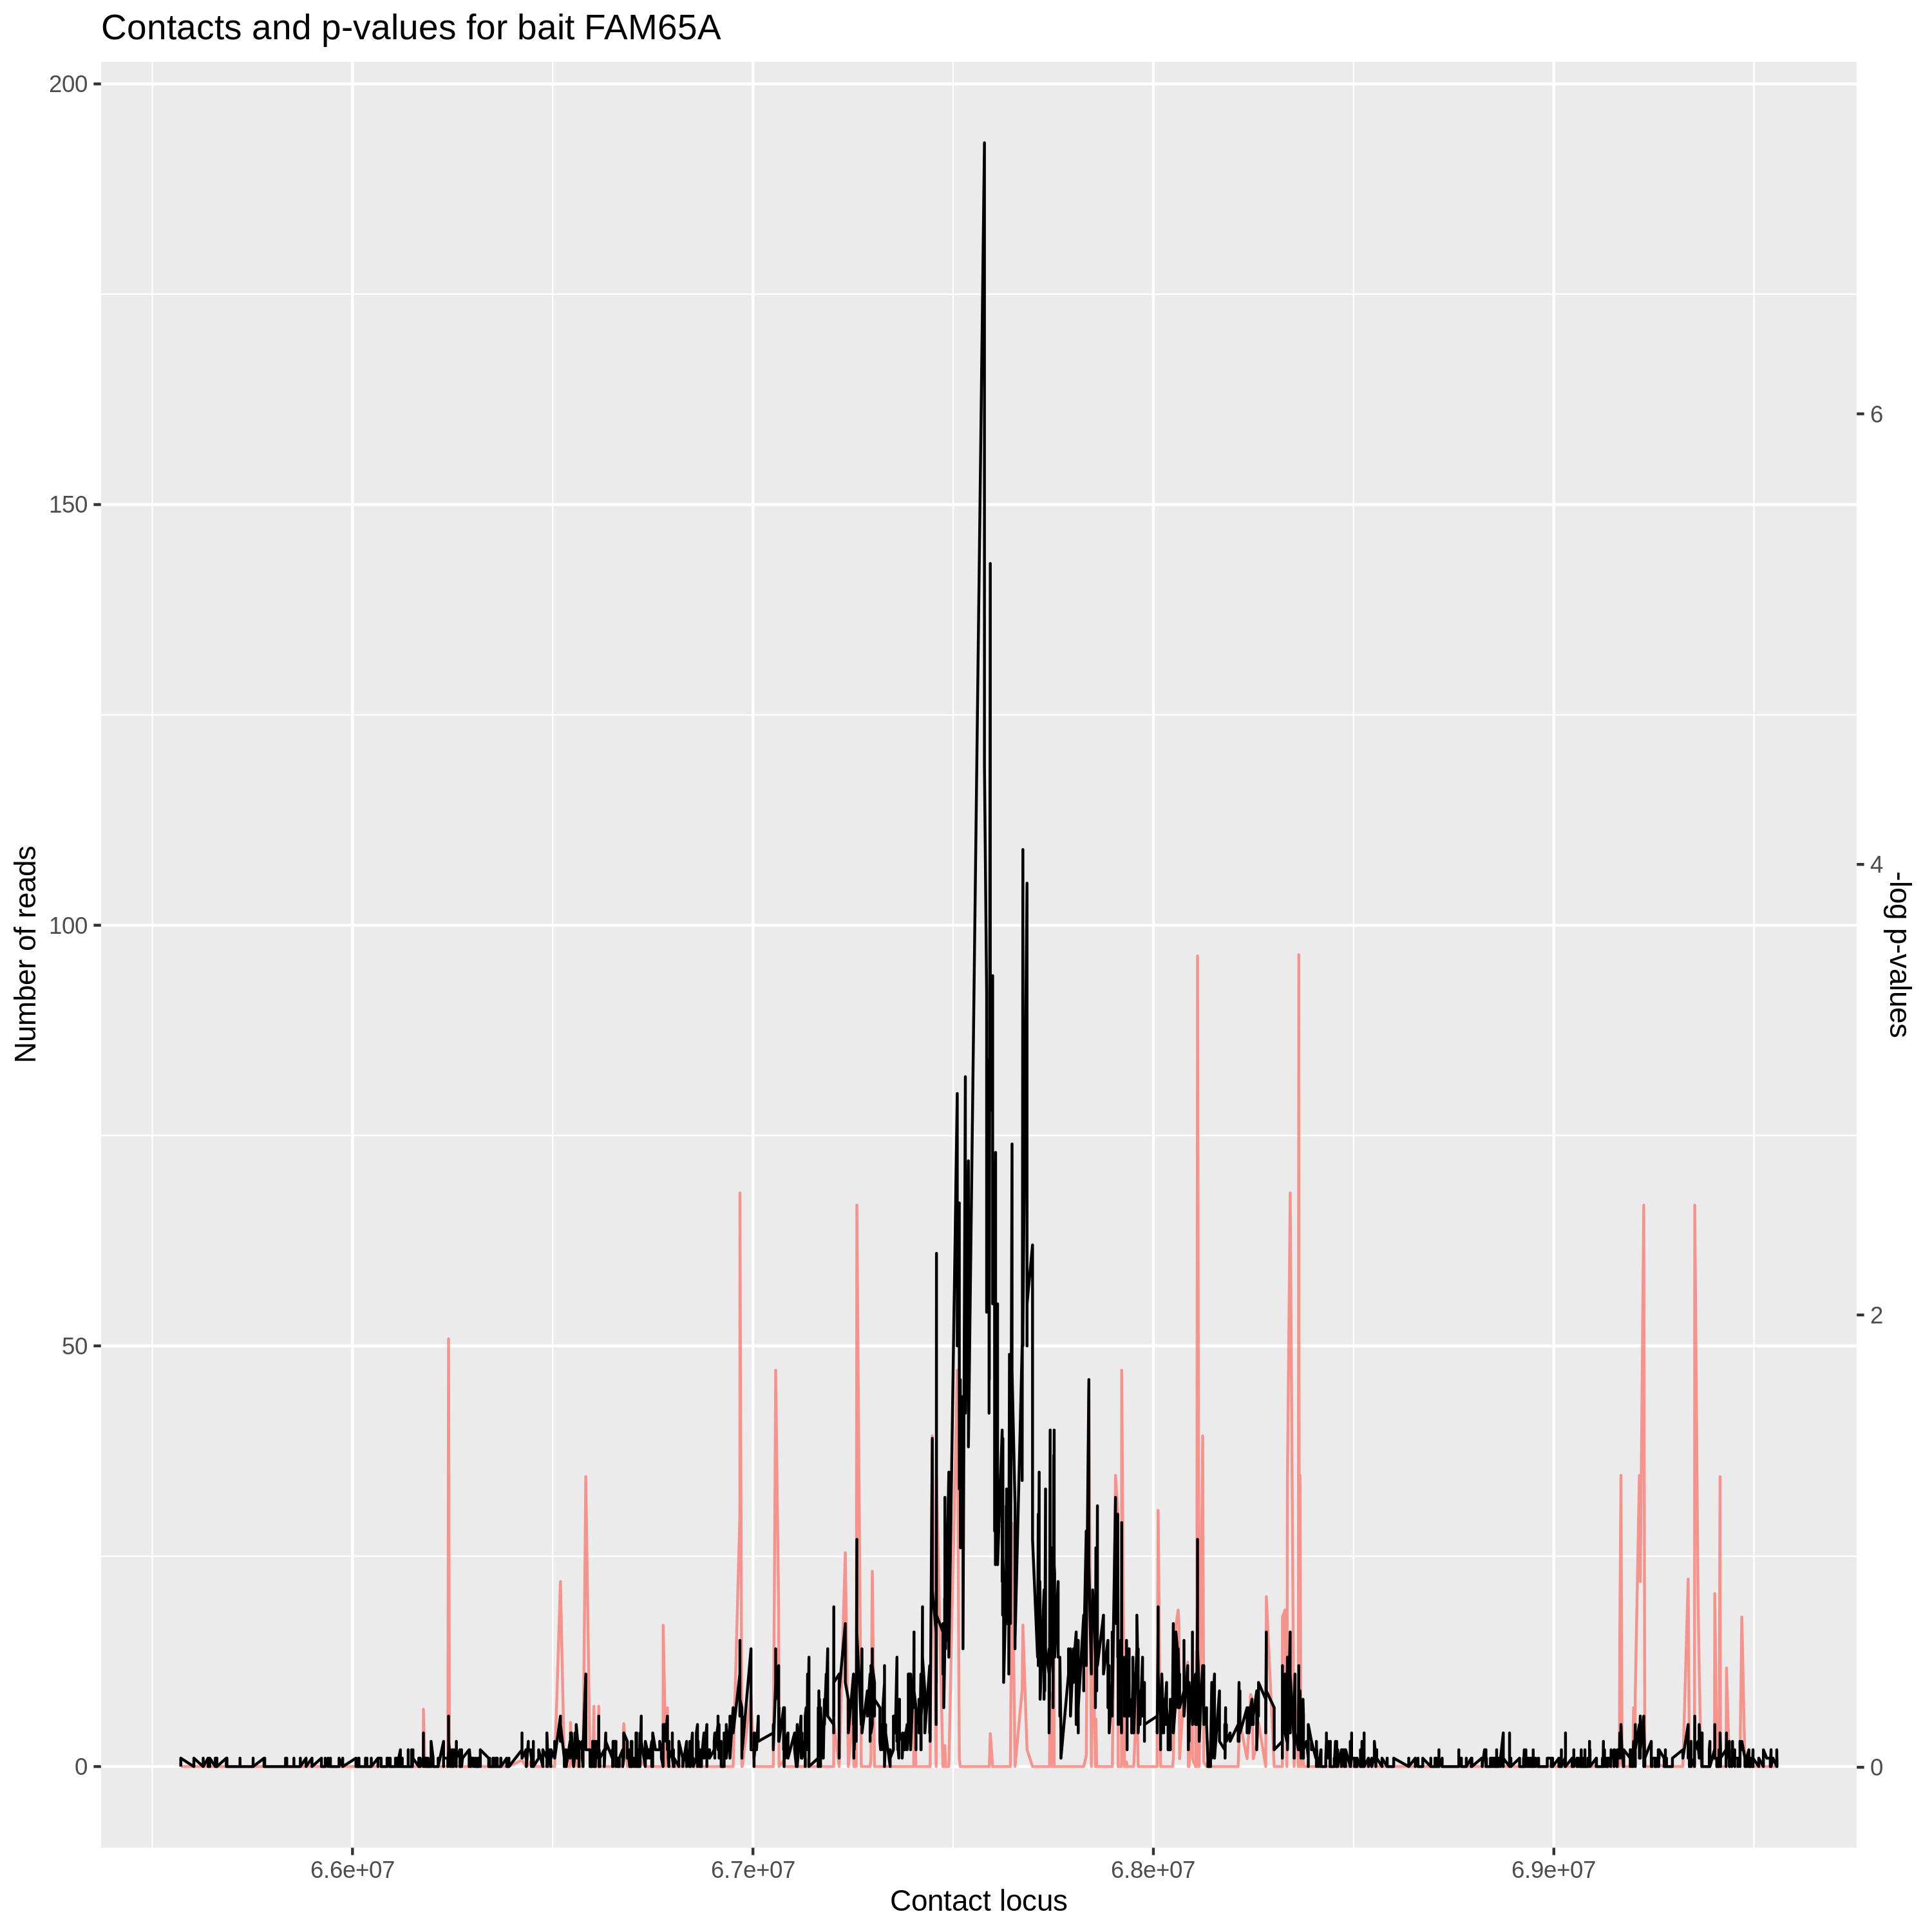 Contacts and p-values for bait FAM65A
200
150
100
50
0
Number of reads
6
4
2
0
-log p-values
6.6e+07
6.7e+07
6.8e+07
6.9e+07
Contact locus